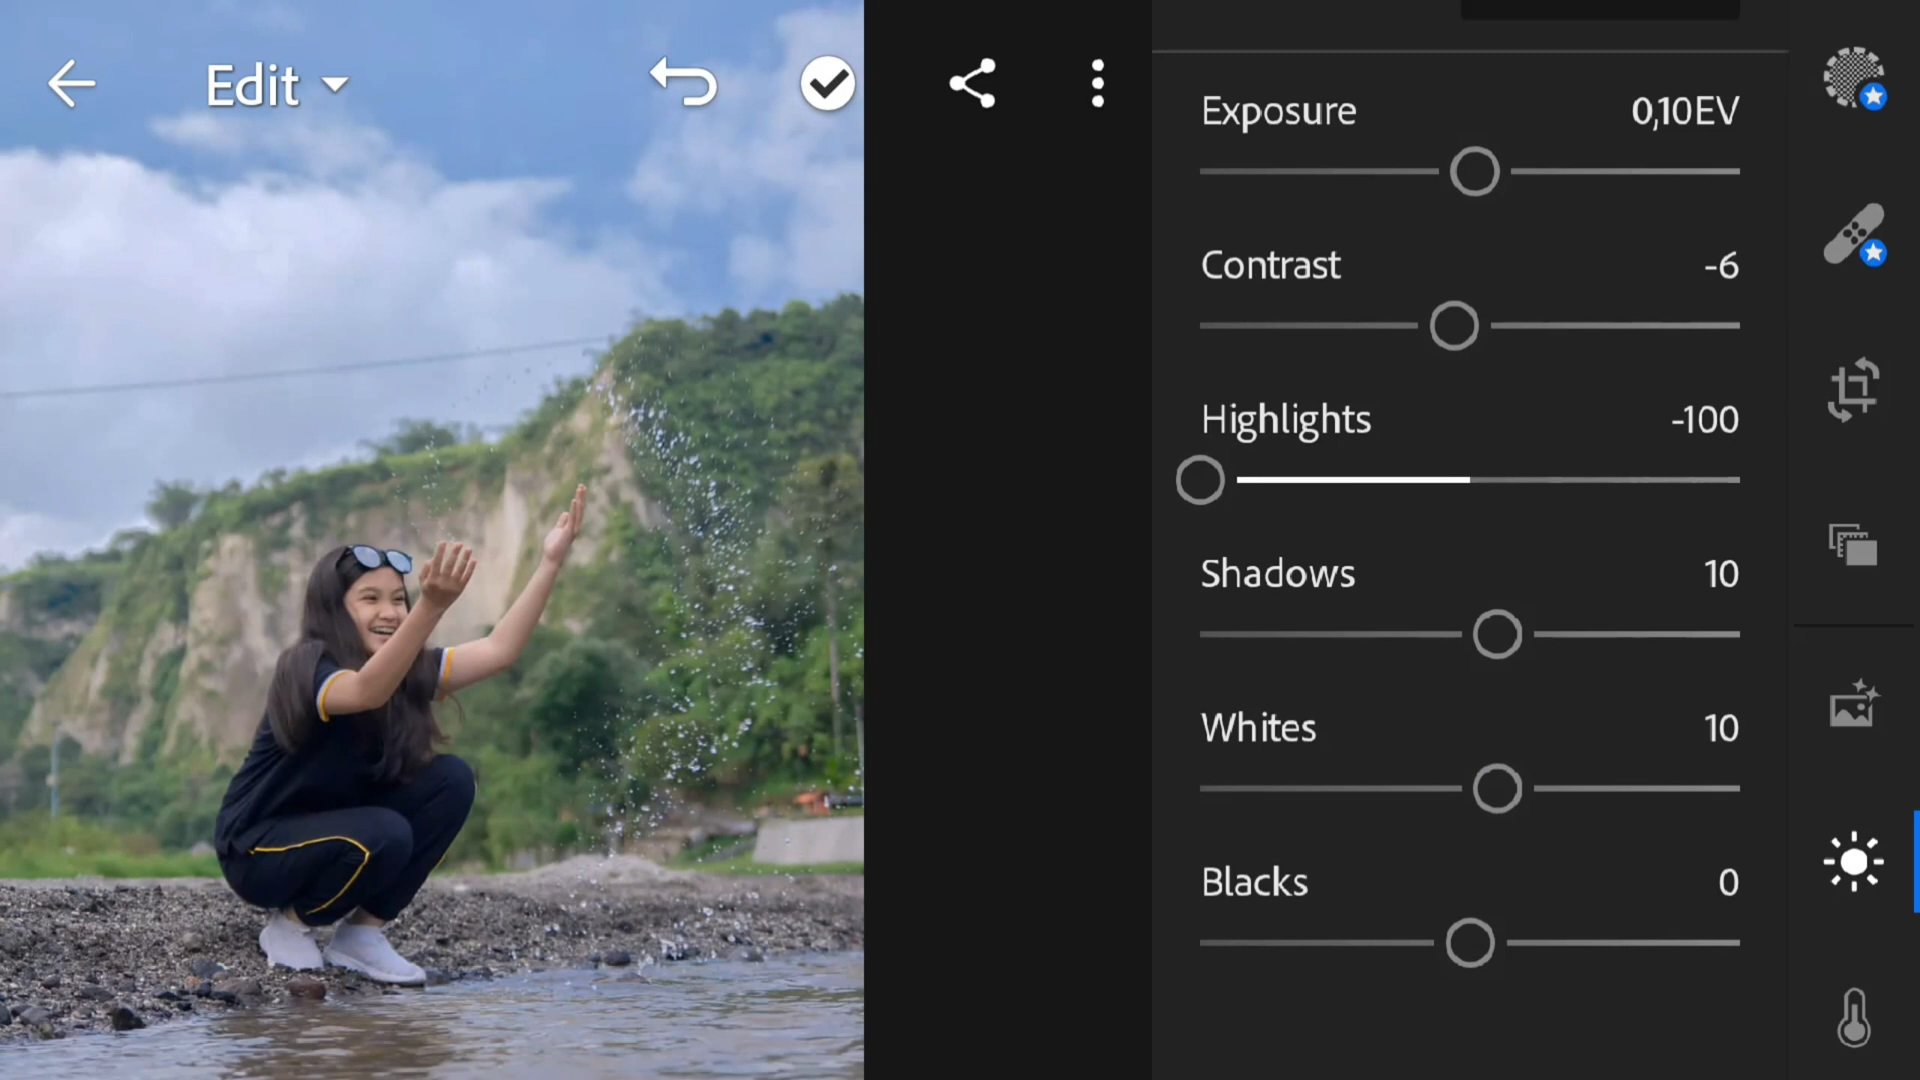 Edit
Exposure 0,10EV
Contrast -6
Highlights -100
Shadows 10
Whites 10
Blacks 0